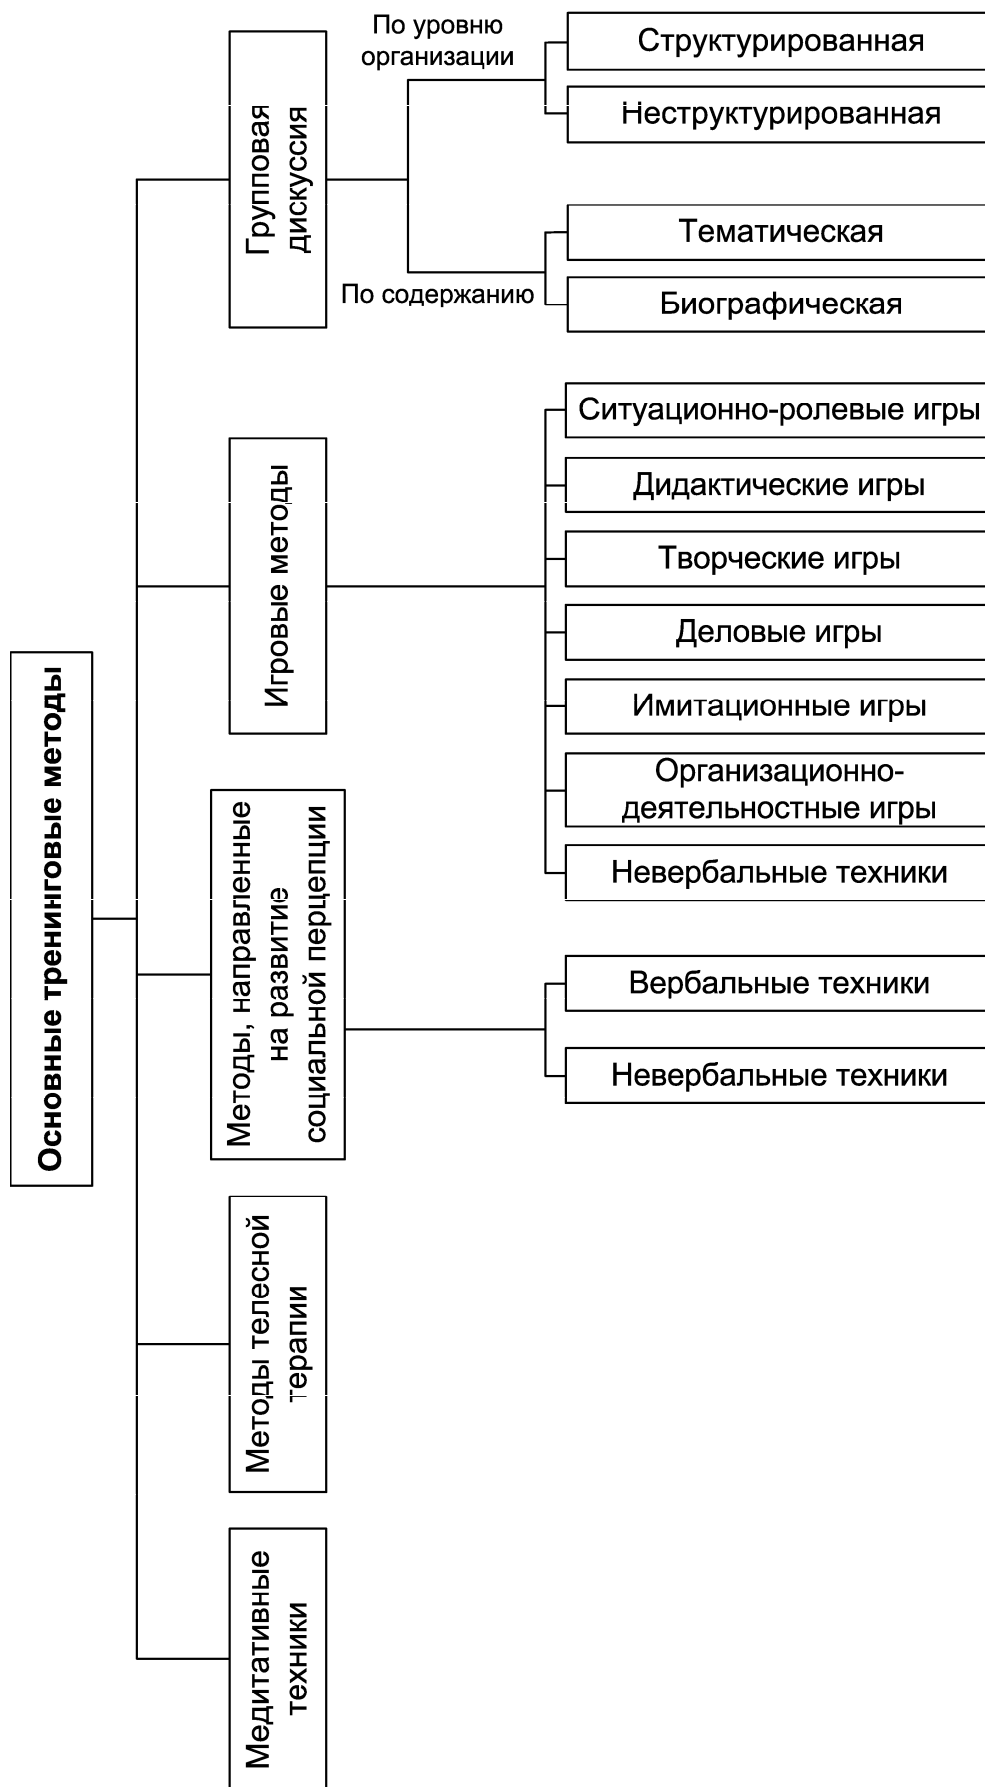 Основные тренинговые методы
Групповая
дискуссия
По уровню
организации
Структурированная
Неструктурированная
По содержанию
Тематическая
Биографическая
Игровые методы
Ситуационно-ролевые игры
Дидактические игры
Творческие игры
Деловые игры
Имитационные игры
Организационно-
деятельностные игры
Невербальные техники
Методы, направленные
на развитие
социальной перцепции
Вербальные техники
Невербальные техники
Методы телесной
терапии
Медитативные
техники